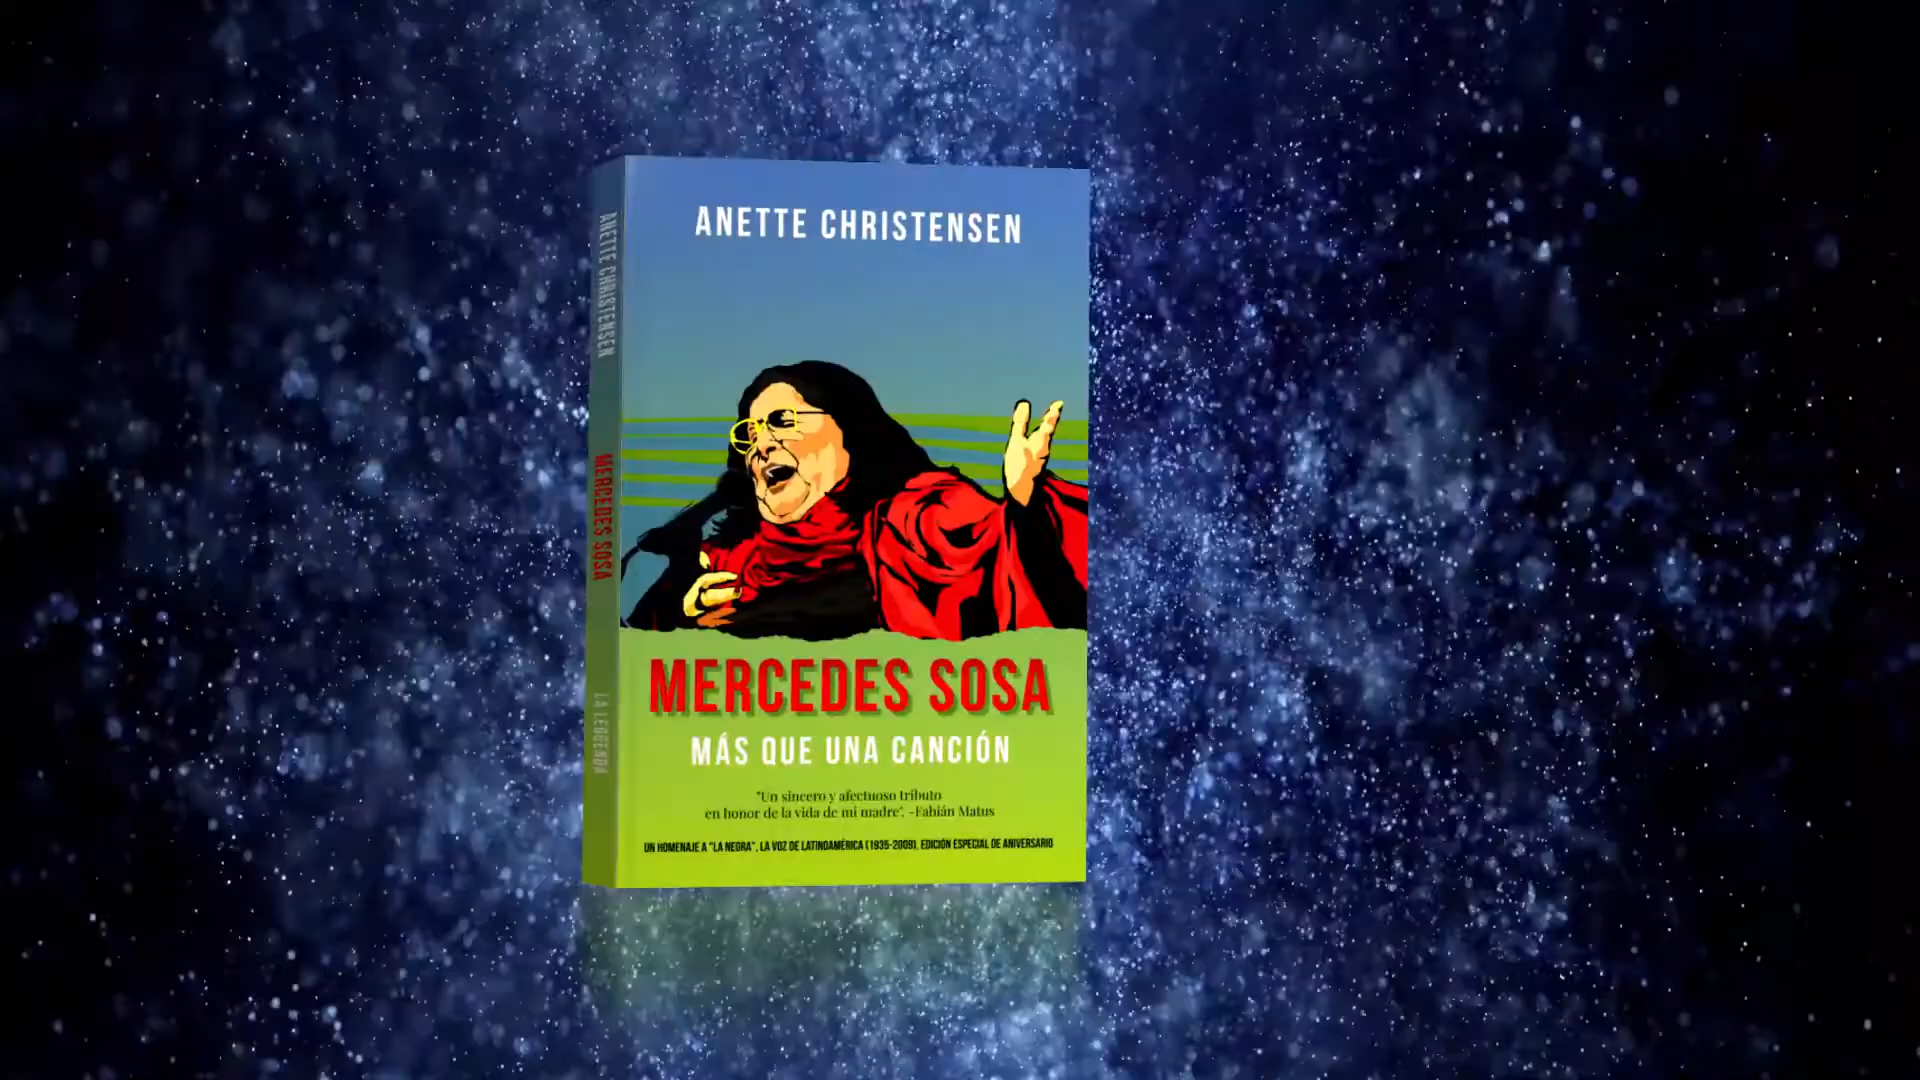 ANETTE CHRISTENSEN
MERCEDES SOSA
MÁS QUE UNA CANCIÓN
"Un sincero y afectuoso tributo
en honor de la vida de mi madre". -Fabián Matus
UN HOMENAJE A "LA NEGRA", LA VOZ DE LATINOAMÉRICA (1935-2009), EDICIÓN ESPECIAL DE ANIVERSARIO
ANETTE CHRISTENSEN
MERCEDES SOSA
LA LEGGENDA